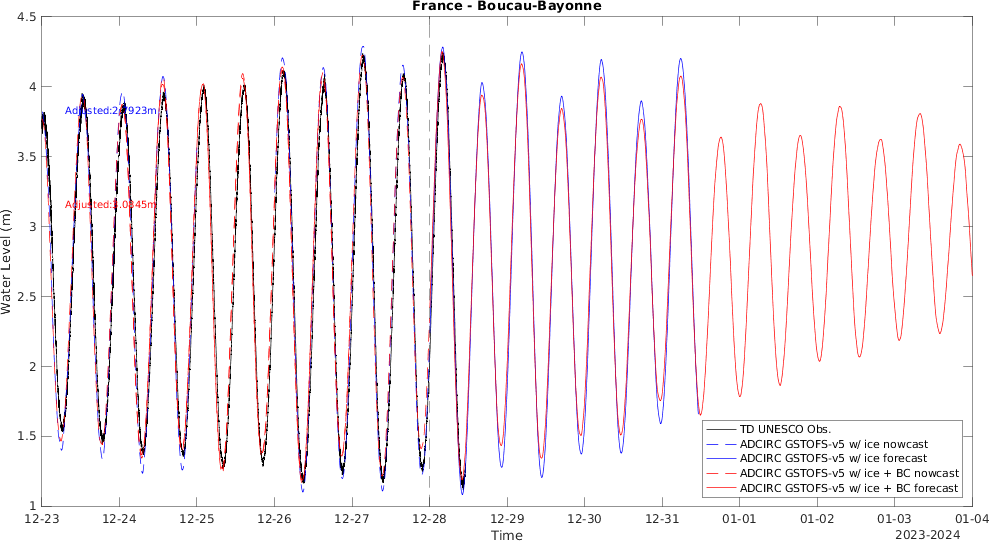 France - Boucau-Bayonne
4.5
4
3.5
3
2.5
2
1.5
1
Water Level (m)
12-23
12-24
12-25
12-26
12-27
12-28
12-29
12-30
12-31
01-01
01-02
01-03
01-04
Time
2023-2024
TD UNESCO Obs.
ADCIRC GSTOFS-v5 w/ ice nowcast
ADCIRC GSTOFS-v5 w/ ice forecast
ADCIRC GSTOFS-v5 w/ ice + BC nowcast
ADCIRC GSTOFS-v5 w/ ice + BC forecast